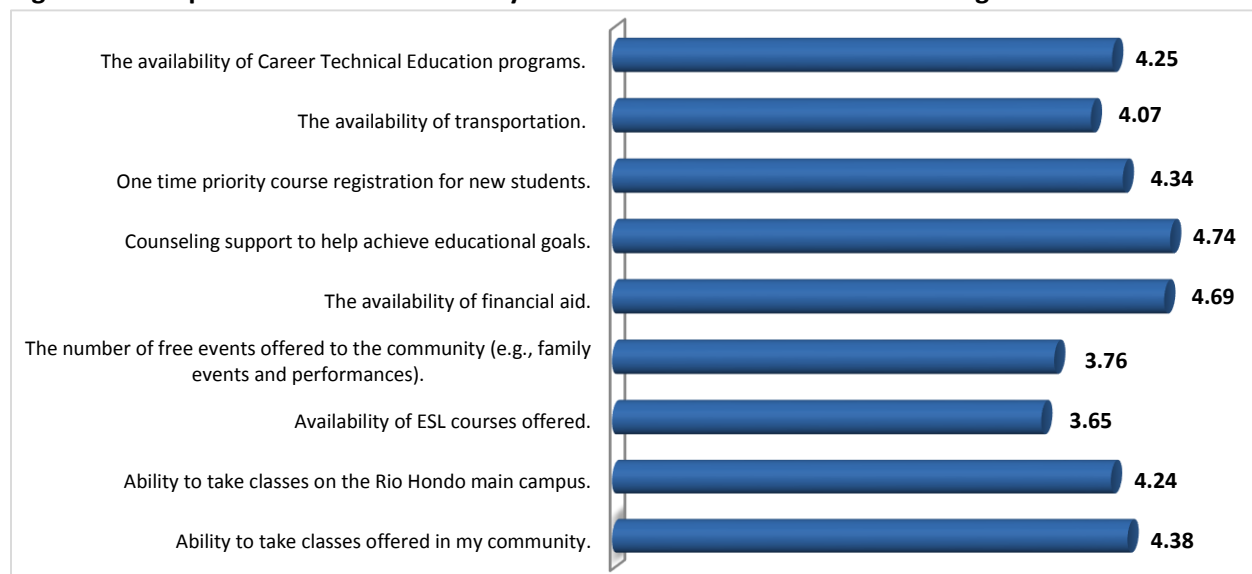 The availability of Career Technical Education programs.
4.25
The availability of transportation.
4.07
One time priority course registration for new students.
4.34
Counseling support to help achieve educational goals.
4.74
The availability of financial aid.
4.69
The number of free events offered to the community (e.g., family
events and performances).
3.76
Availability of ESL courses offered.
3.65
Ability to take classes on the Rio Hondo main campus.
4.24
Ability to take classes offered in my community.
4.38